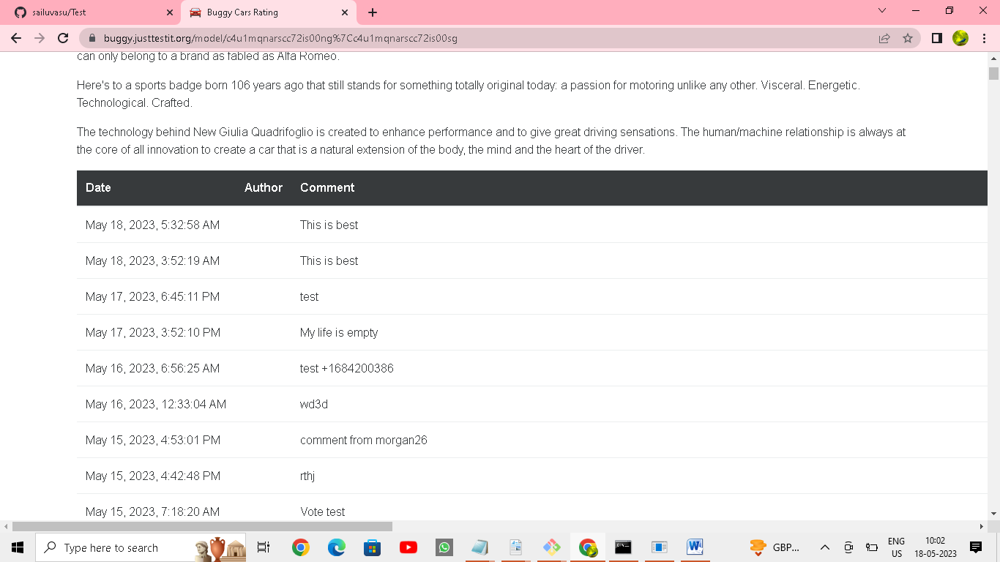 sailuvasu/Test
Buggy Cars Rating
buggy.justtestit.org/model/c4u1mqnarscc72is00ng%7Cc4u1mqnarscc72is00sg
can only belong to a brand as fabled as Alfa Romeo.
Here's to a sports badge born 106 years ago that still stands for something totally original today: a passion for motoring unlike any other. Visceral. Energetic.
Technological. Crafted.
The technology behind New Giulia Quadrifoglio is created to enhance performance and to give great driving sensations. The human/machine relationship is always at
the core of all innovation to create a car that is a natural extension of the body, the mind and the heart of the driver.
Date Author Comment
May 18, 2023, 5:32:58 AM This is best
May 18, 2023, 3:52:19 AM This is best
May 17, 2023, 6:45:11 PM test
May 17, 2023, 3:52:10 PM My life is empty
May 16, 2023, 6:56:25 AM test +1684200386
May 16, 2023, 12:33:04 AM wd3d
May 15, 2023, 4:53:01 PM comment from morgan26
May 15, 2023, 4:42:48 PM rthj
May 15, 2023, 7:18:20 AM Vote test
Type here to search
GBP...
ENG
US
10:02
18-05-2023